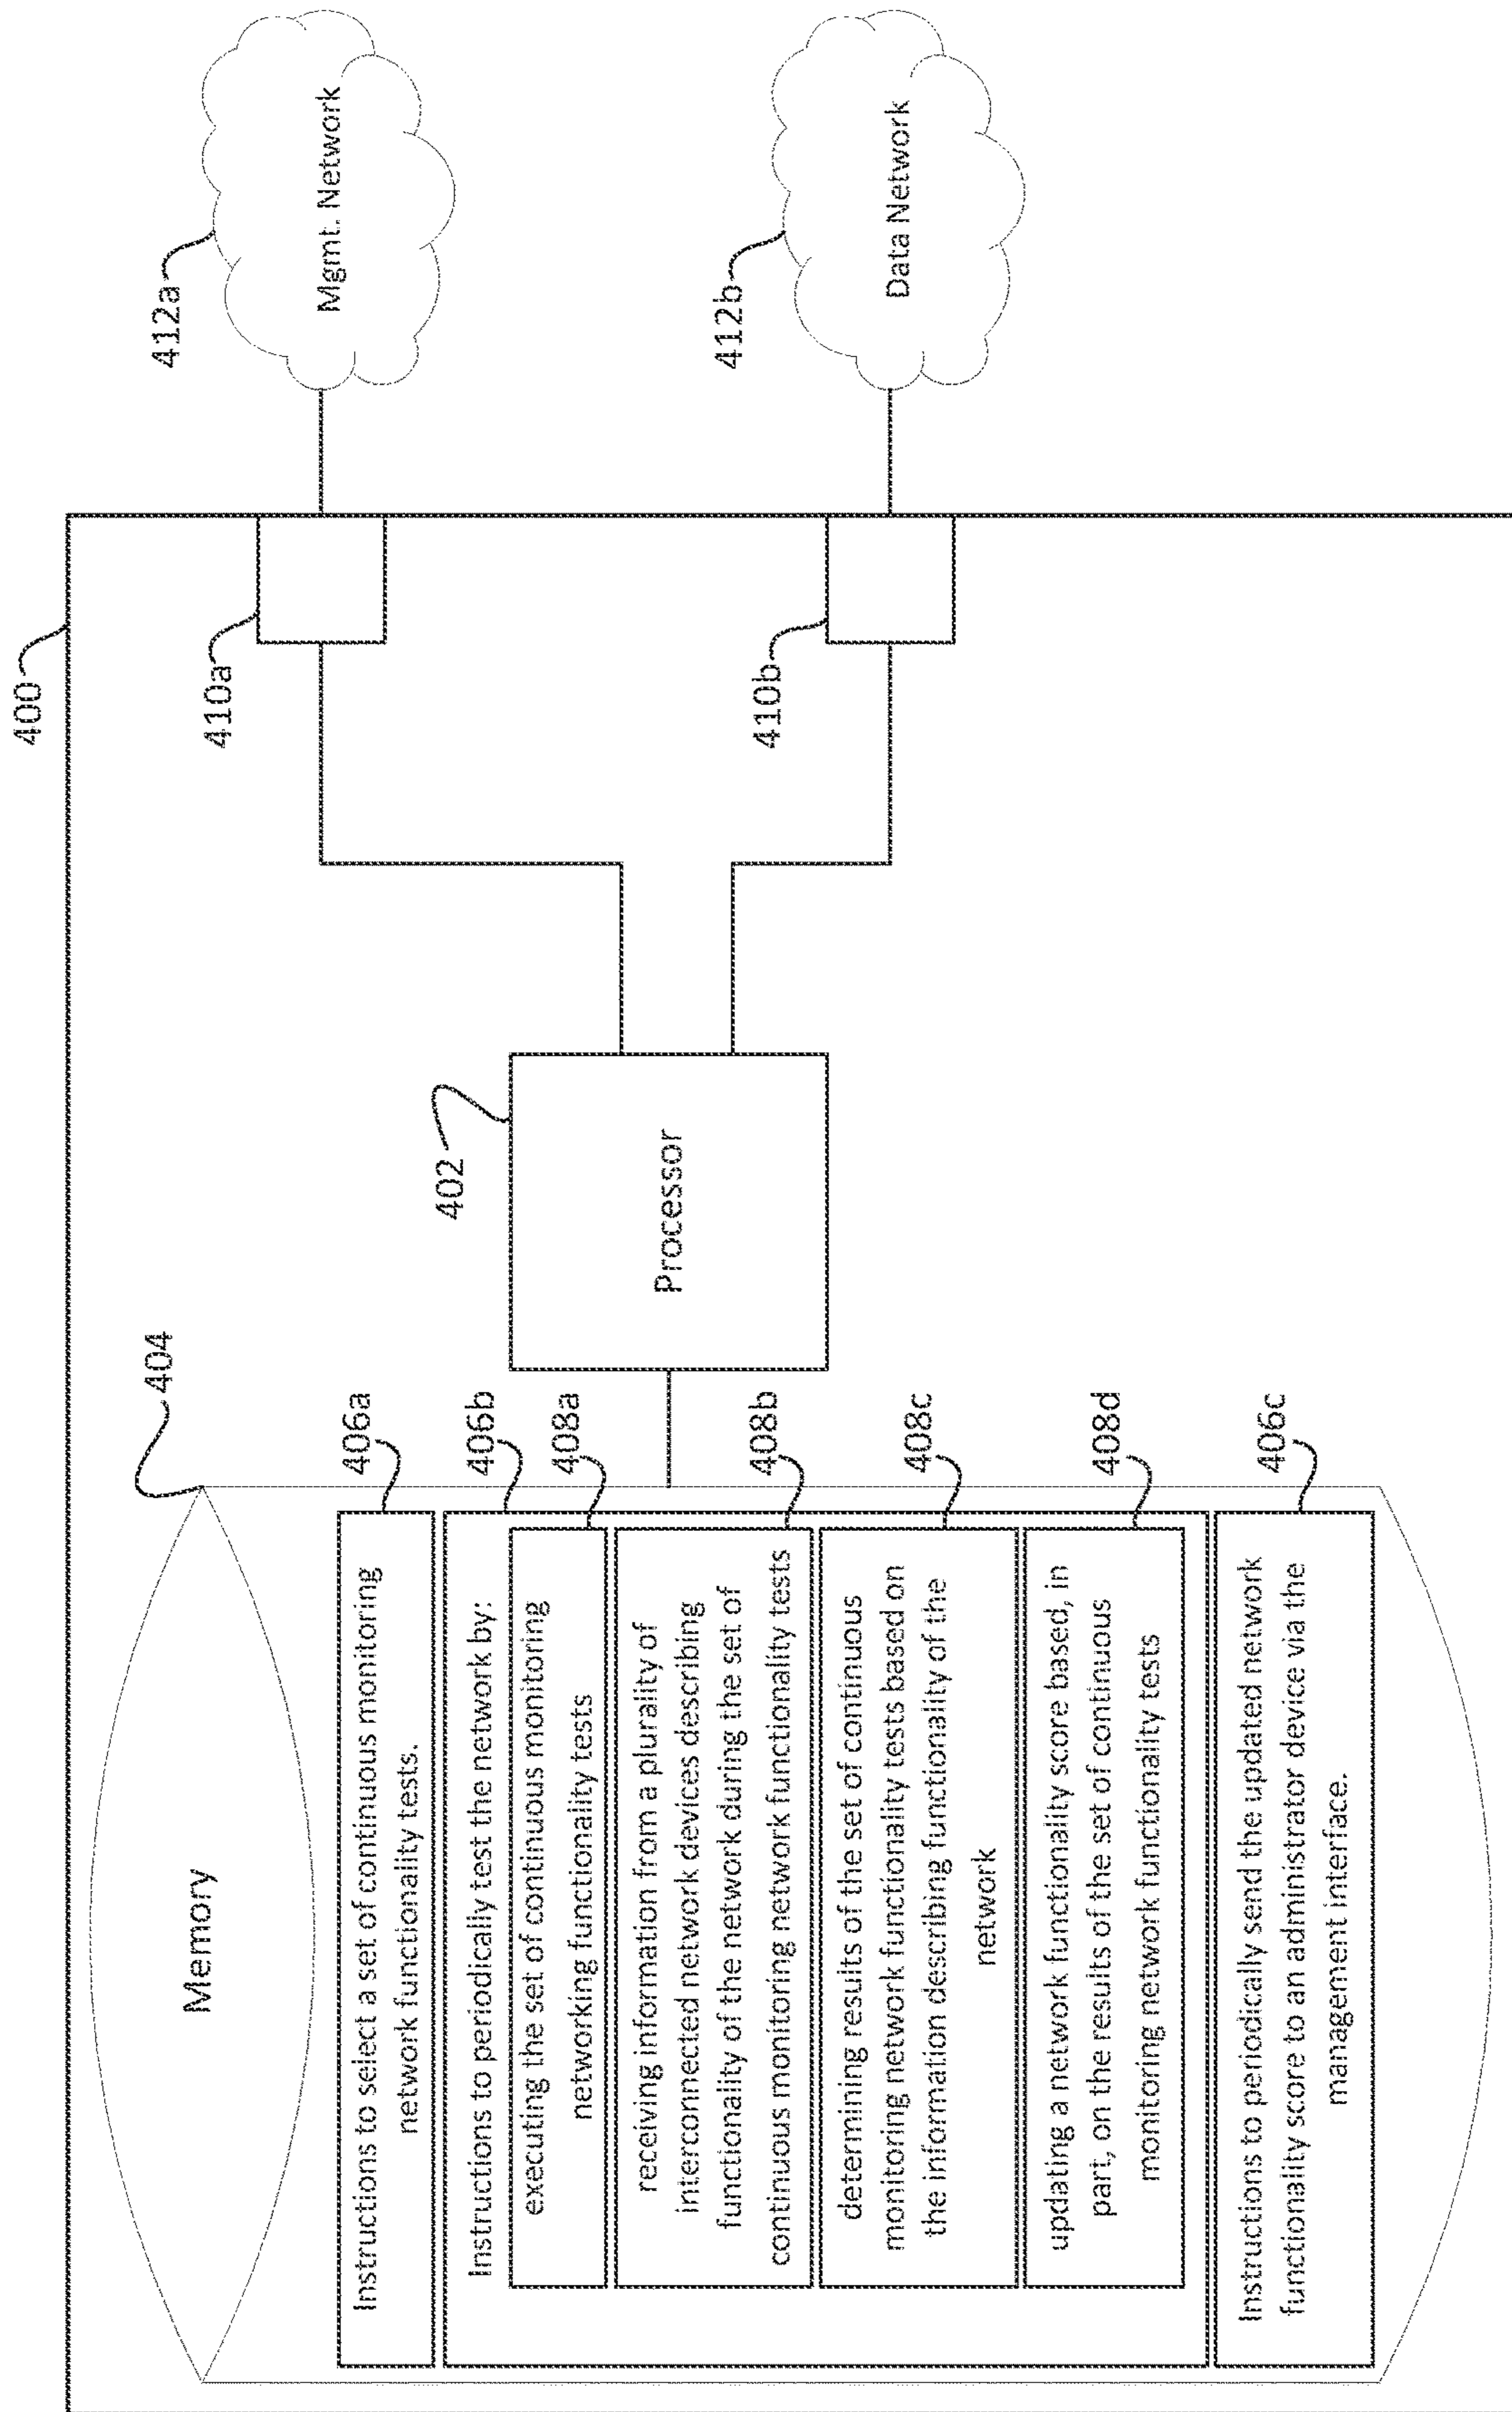 400
404
Memory
406a
Instructions to select a set of continuous monitoring
network functionality tests.
406b
Instructions to periodically test the network by:
408a
executing the set of continuous monitoring
networking functionality tests
408b
receiving information from a plurality of
interconnected network devices describing
functionality of the network during the set of
continuous monitoring network functionality tests
408c
determining results of the set of continuous
monitoring network functionality tests based on
the information describing functionality of the
network
408d
updating a network functionality score based, in
part, on the results of the set of continuous
monitoring network functionality tests
406c
Instructions to periodically send the updated network
functionality score to an administrator device via the
management interface.
402
Processor
410a
410b
412a
Mgmt. Network
412b
Data Network